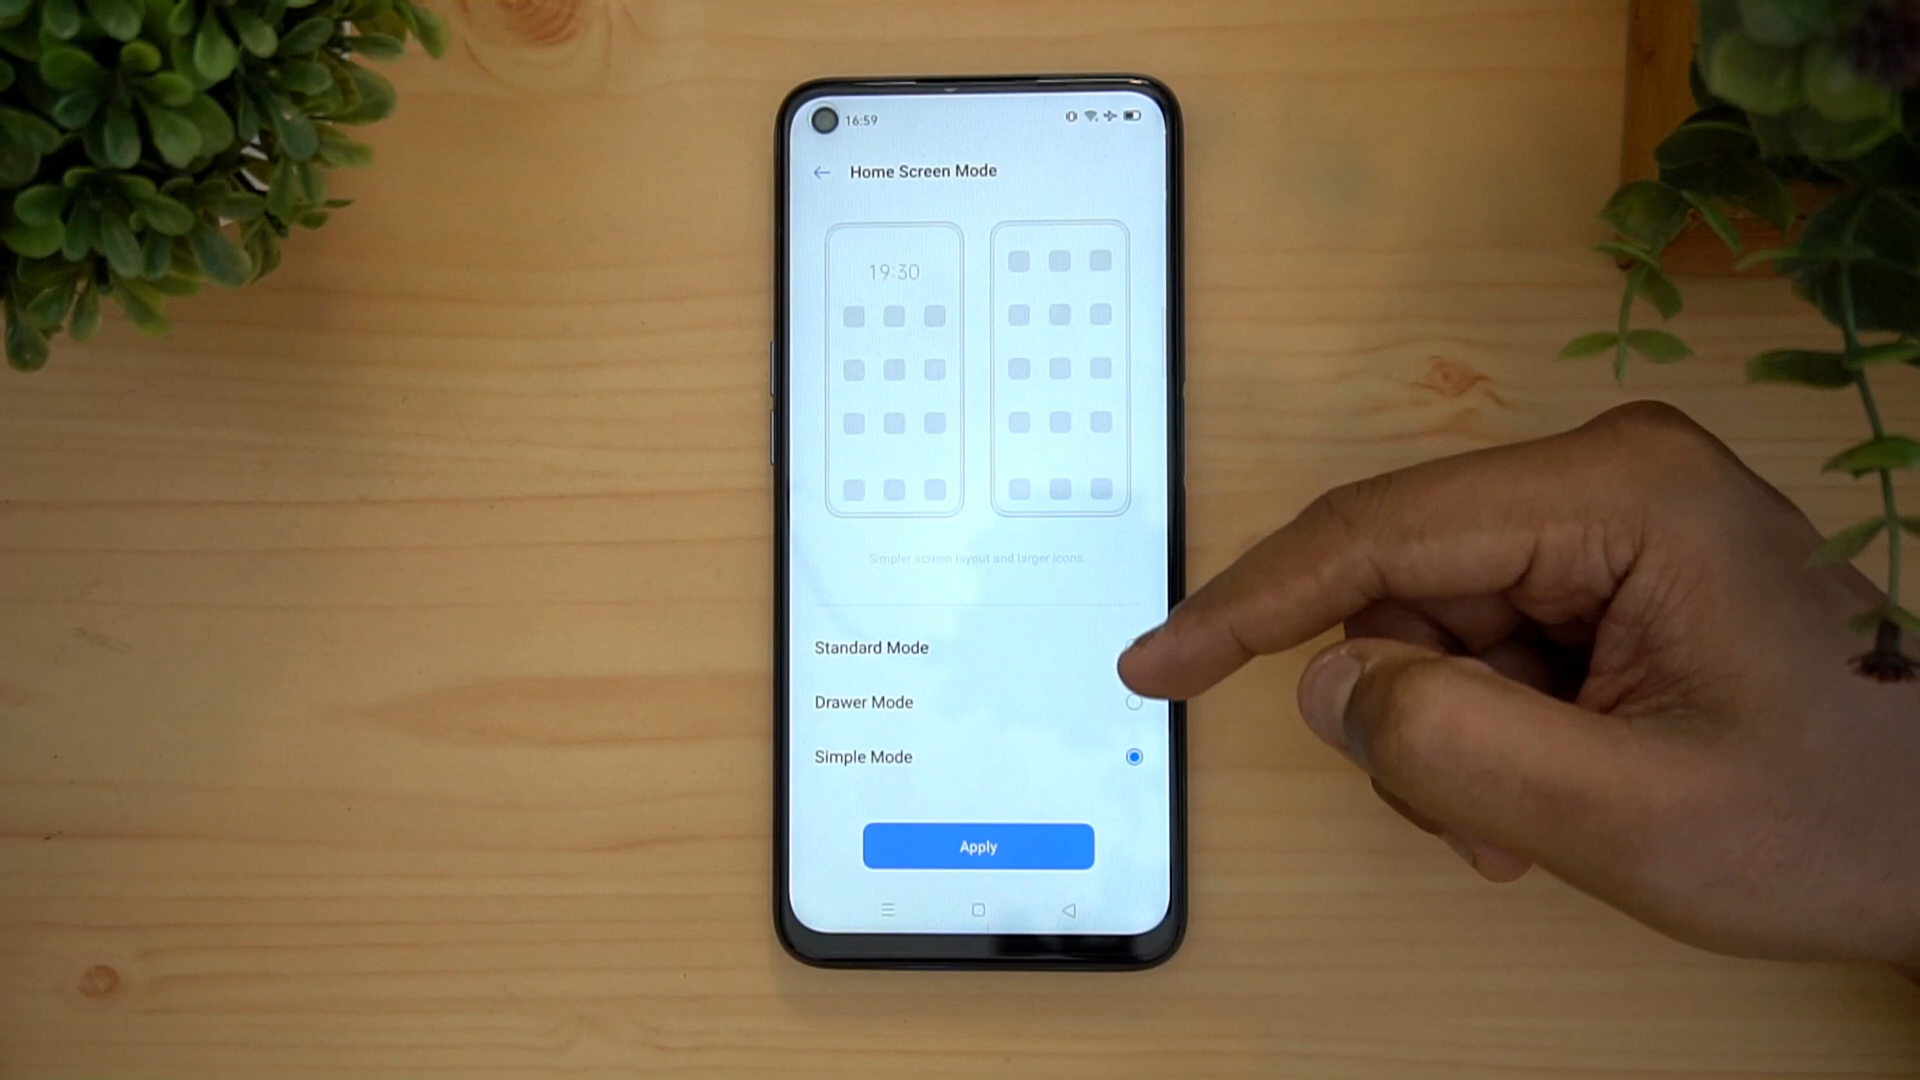 16:59
Home Screen Mode
19:30
Simpler screen layout and larger icons
Standard Mode
Drawer Mode
Simple Mode
Apply